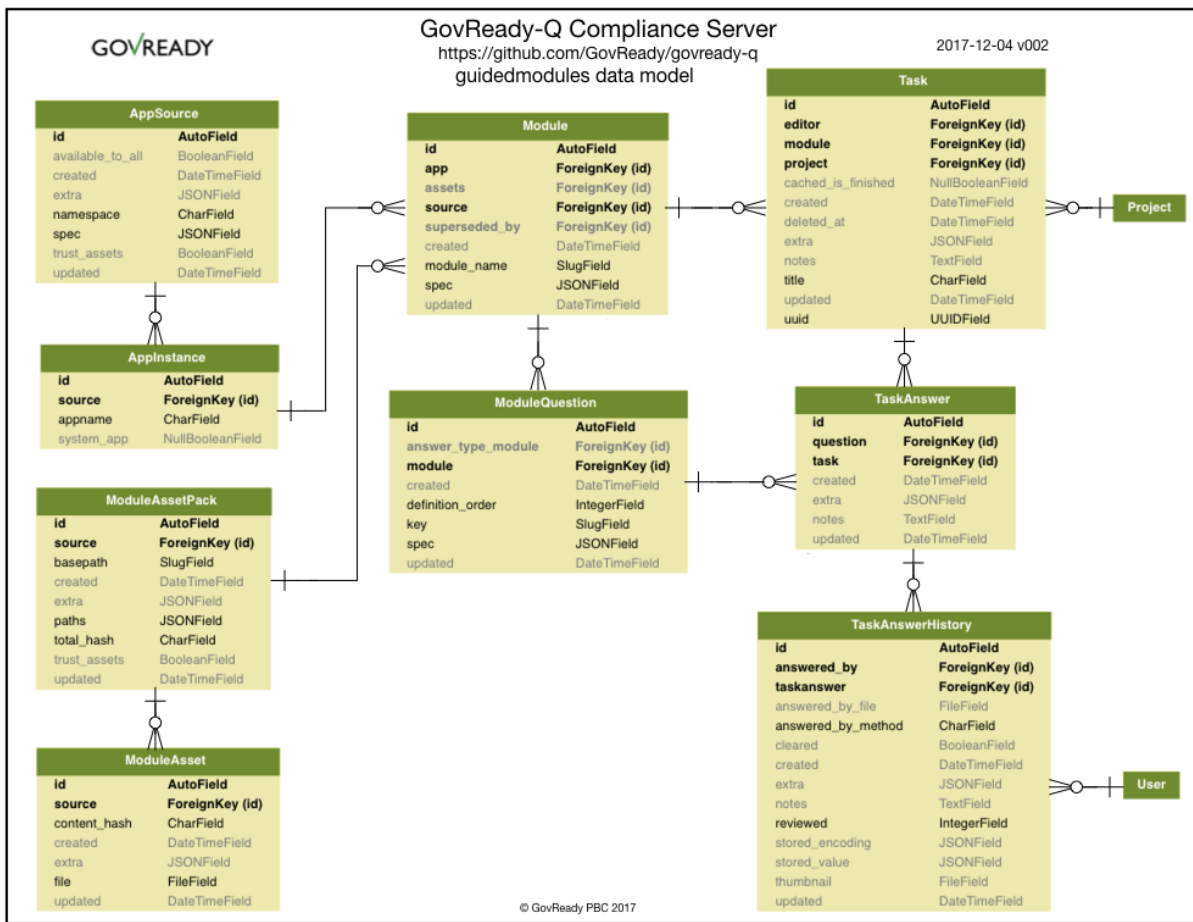 GOVREADY
GovReady-Q Compliance Server
https://github.com/GovReady/govready-q
guidedmodules data model
2017-12-04 v002
AppSource
id AutoField
available_to_all BooleanField
created DateTimeField
extra JSONField
namespace CharField
spec JSONField
trust_assets BooleanField
updated DateTimeField
AppInstance
id AutoField
source ForeignKey (id)
appname CharField
system_app NullBooleanField
ModuleAssetPack
id AutoField
source ForeignKey (id)
basepath SlugField
created DateTimeField
extra JSONField
paths JSONField
total_hash CharField
trust_assets BooleanField
updated DateTimeField
ModuleAsset
id AutoField
source ForeignKey (id)
content_hash CharField
created DateTimeField
extra JSONField
file FileField
updated DateTimeField
Module
id AutoField
app ForeignKey (id)
assets ForeignKey (id)
source ForeignKey (id)
superseded_by ForeignKey (id)
created DateTimeField
module_name SlugField
spec JSONField
updated DateTimeField
ModuleQuestion
id AutoField
answer_type_module ForeignKey (id)
module ForeignKey (id)
created DateTimeField
definition_order IntegerField
key SlugField
spec JSONField
updated DateTimeField
Task
id AutoField
editor ForeignKey (id)
module ForeignKey (id)
project ForeignKey (id)
cached_is_finished NullBooleanField
created DateTimeField
deleted_at DateTimeField
extra JSONField
notes TextField
title CharField
updated DateTimeField
uuid UUIDField
Project
TaskAnswer
id AutoField
question ForeignKey (id)
task ForeignKey (id)
created DateTimeField
extra JSONField
notes TextField
updated DateTimeField
TaskAnswerHistory
id AutoField
answered_by ForeignKey (id)
taskanswer ForeignKey (id)
answered_by_file FileField
answered_by_method CharField
cleared BooleanField
created DateTimeField
extra JSONField
notes TextField
reviewed IntegerField
stored_encoding JSONField
stored_value JSONField
thumbnail FileField
updated DateTimeField
User
© GovReady PBC 2017